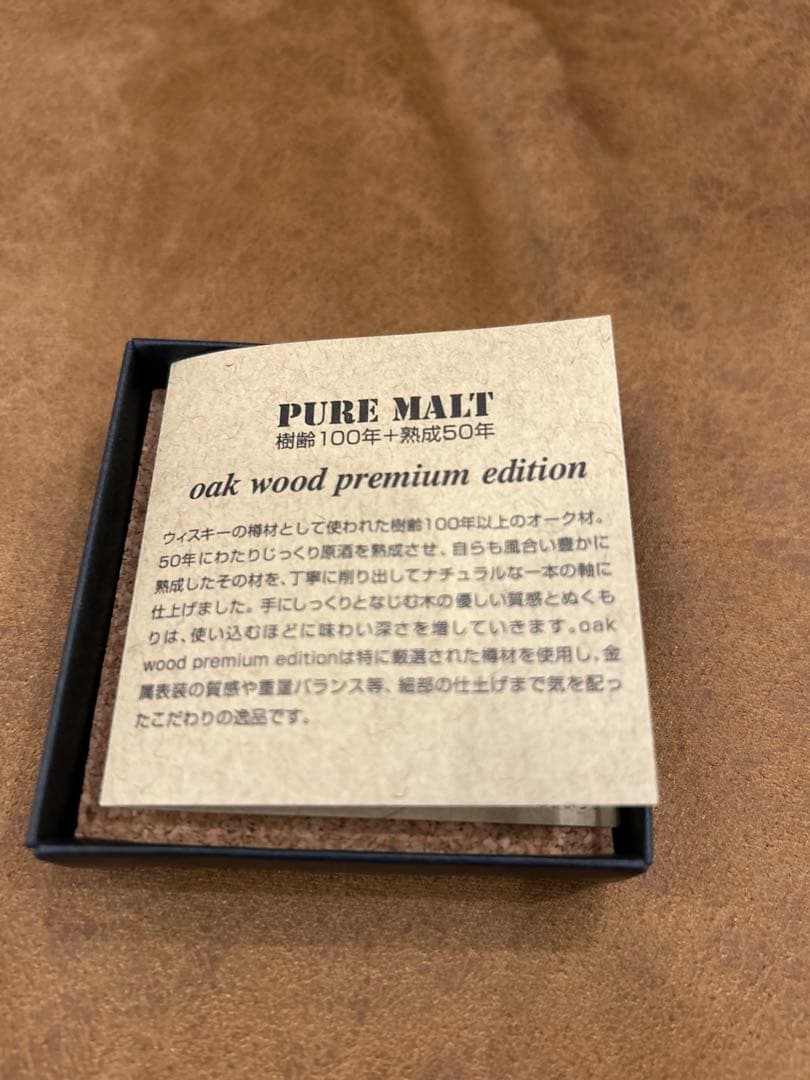 PURE MALT
樹齢100年+熟成50年
oak wood premium edition
ウィスキーの樽材として使われた樹齢100年以上のオーク材。
50年にわたりじっくり原酒を熟成させ、自らも風合い豊かに
熟成したその材を、丁寧に削り出してナチュラルな一本の軸に
仕上げました。手にしっくりとなじむ木の優しい質感とぬくも
りは、使い込むほどに味わい深さを増していきます。oak
wood premium editionは特に厳選された樽材を使用し、金
属表装の質感や重量バランス等、細部の仕上げまで気を配っ
たこだわりの逸品です。